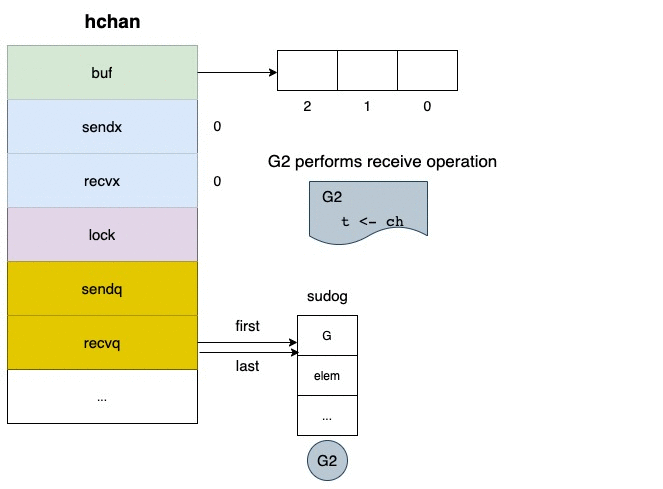 hchan
buf
2 1 0
sendx 0
G2 performs receive operation
recvx 0
G2
t <- ch
lock
sendq
sudog
recvq
first
last
G
elem
...
...
G2